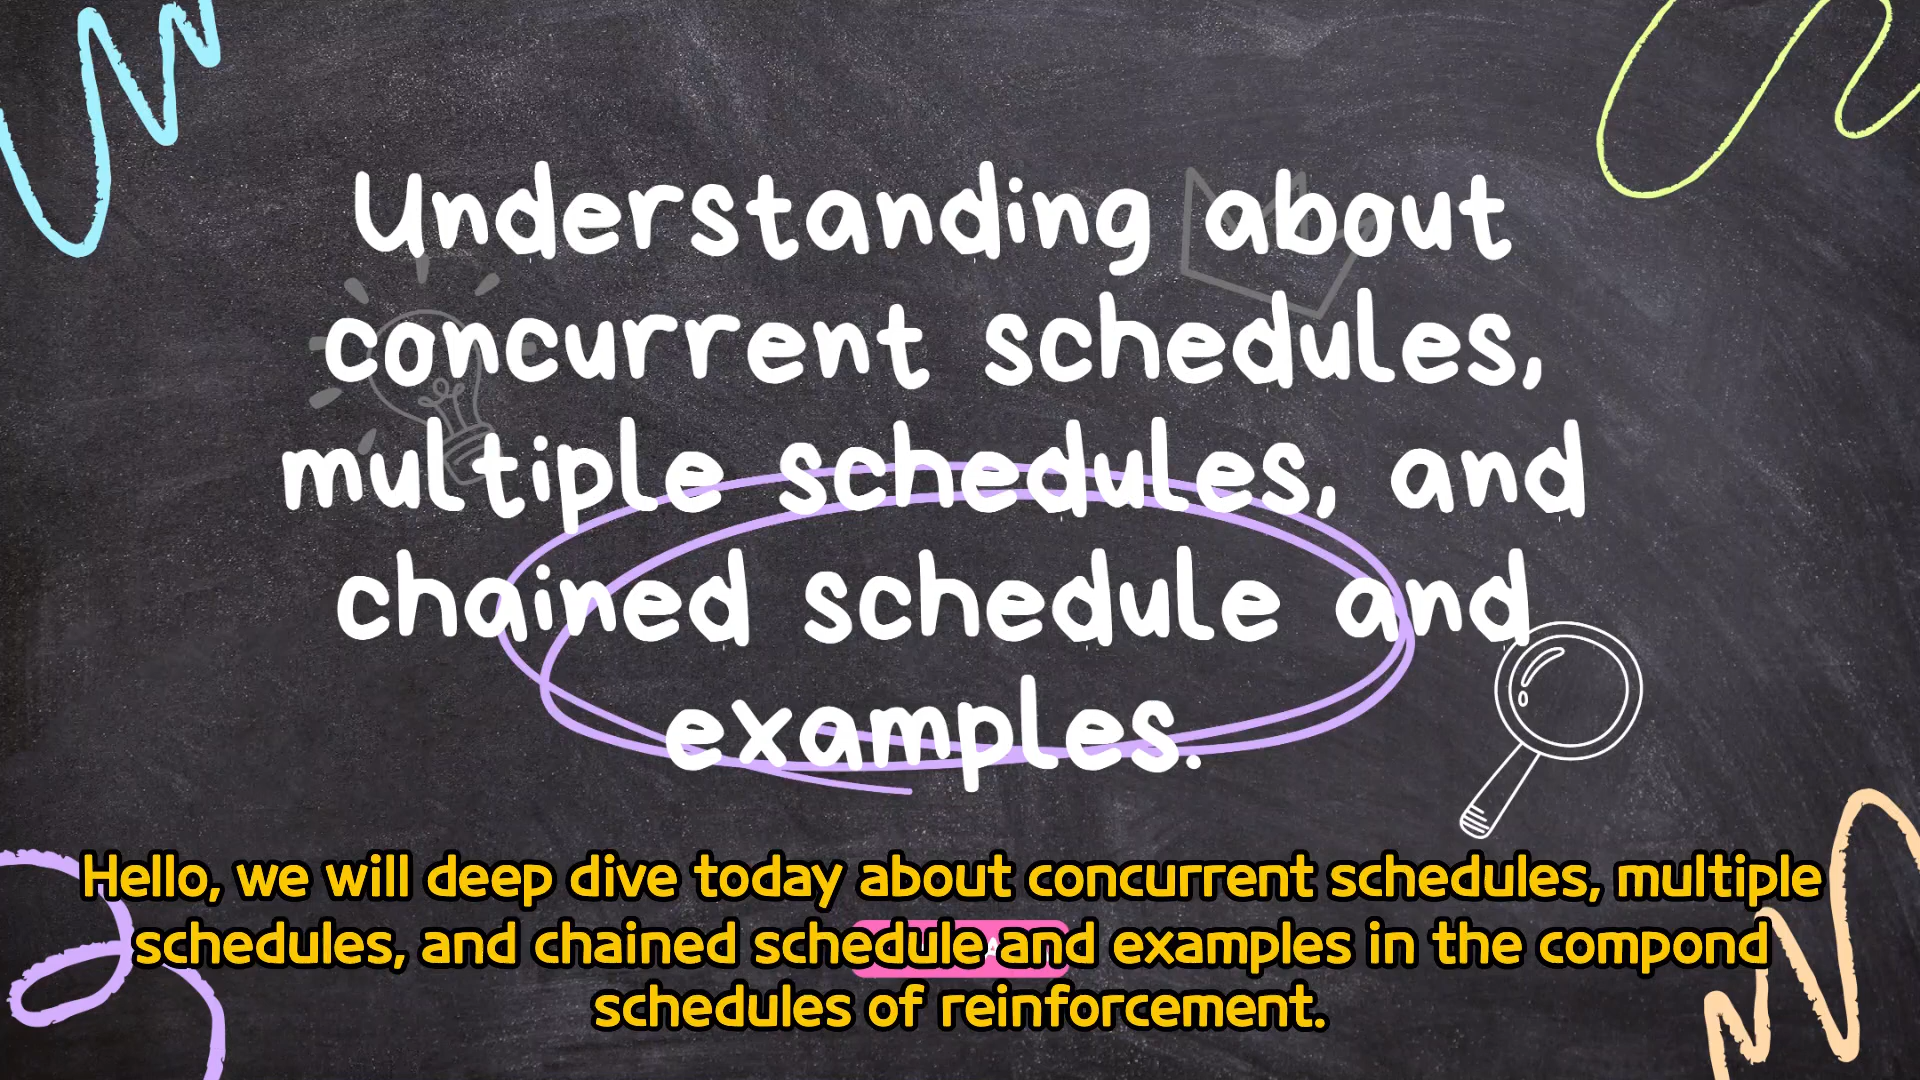 Understanding about
concurrent schedules,
multiple schedules, and
chained schedule and
examples.
Hello, we will deep dive today about concurrent schedules, multiple
schedules, and chained schedule and examples in the compond
schedules of reinforcement.